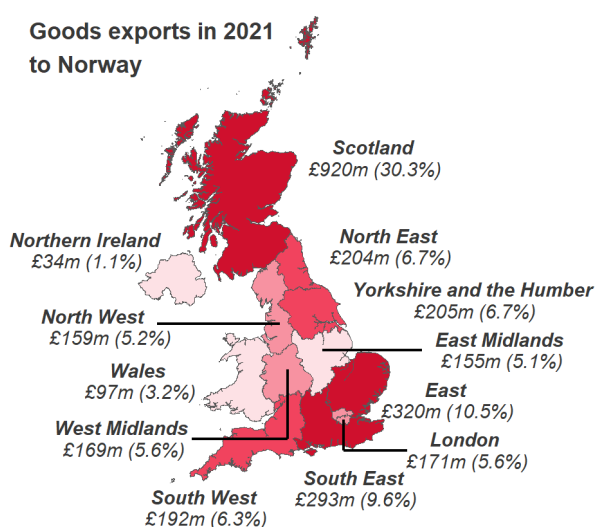 Goods exports in 2021
to Norway
Scotland
£920m (30.3%)
Northern Ireland
£34m (1.1%)
North East
£204m (6.7%)
Yorkshire and the Humber
£205m (6.7%)
North West
£159m (5.2%)
East Midlands
£155m (5.1%)
Wales
£97m (3.2%)
East
£320m (10.5%)
West Midlands
£169m (5.6%)
London
£171m (5.6%)
South East
£293m (9.6%)
South West
£192m (6.3%)